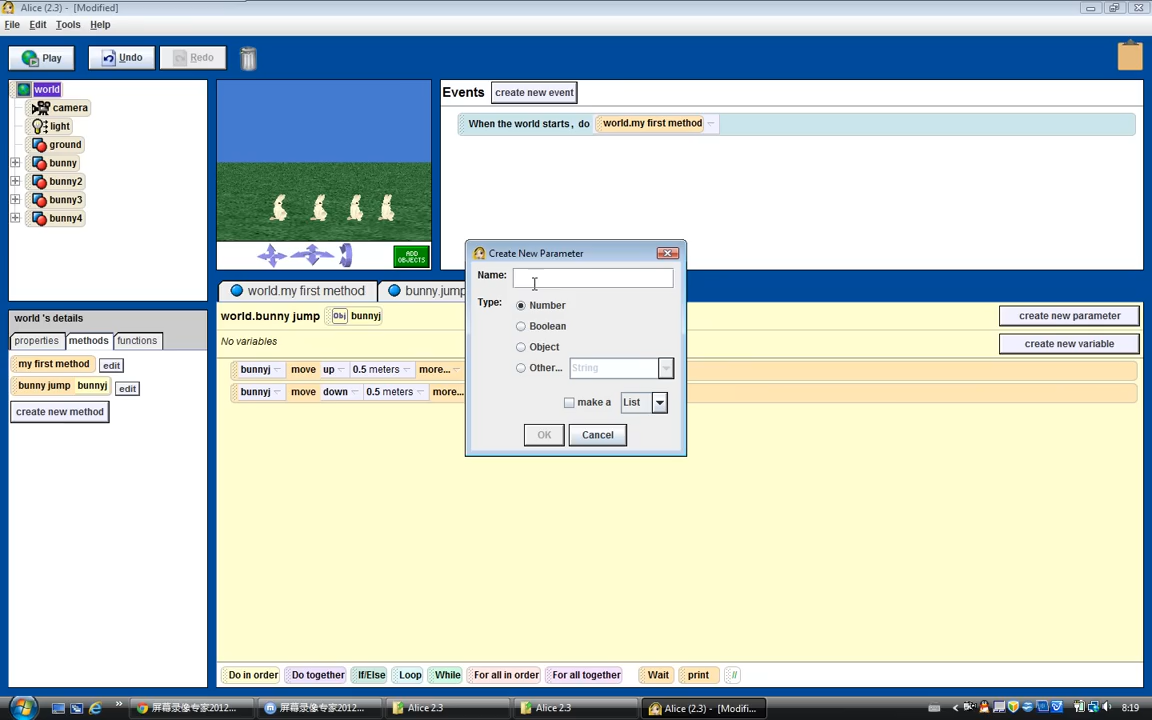 Alice (2.3) - [Modified]
File Edit Tools Help
Play Undo Redo
world
camera
light
ground
bunny
bunny2
bunny3
bunny4
ADD OBJECTS
Events create new event
When the world starts, do world.my first method
world 's details
properties methods functions
my first method edit
bunny jump bunnyj edit
create new method
world.my first method bunny.jump
world.bunny jump Obj bunnyj create new parameter
No variables create new variable
bunnyj move up 0.5 meters more...
bunnyj move down 0.5 meters more...
Create New Parameter
Name:
Type: Number
Boolean
Object
Other... String
make a List
OK Cancel
Do in order Do together If/Else Loop While For all in order For all together Wait print //
屏幕录像专家2012... 屏幕录像专家2012... Alice 2.3 Alice 2.3 Alice (2.3) - [Modifi... 8:19